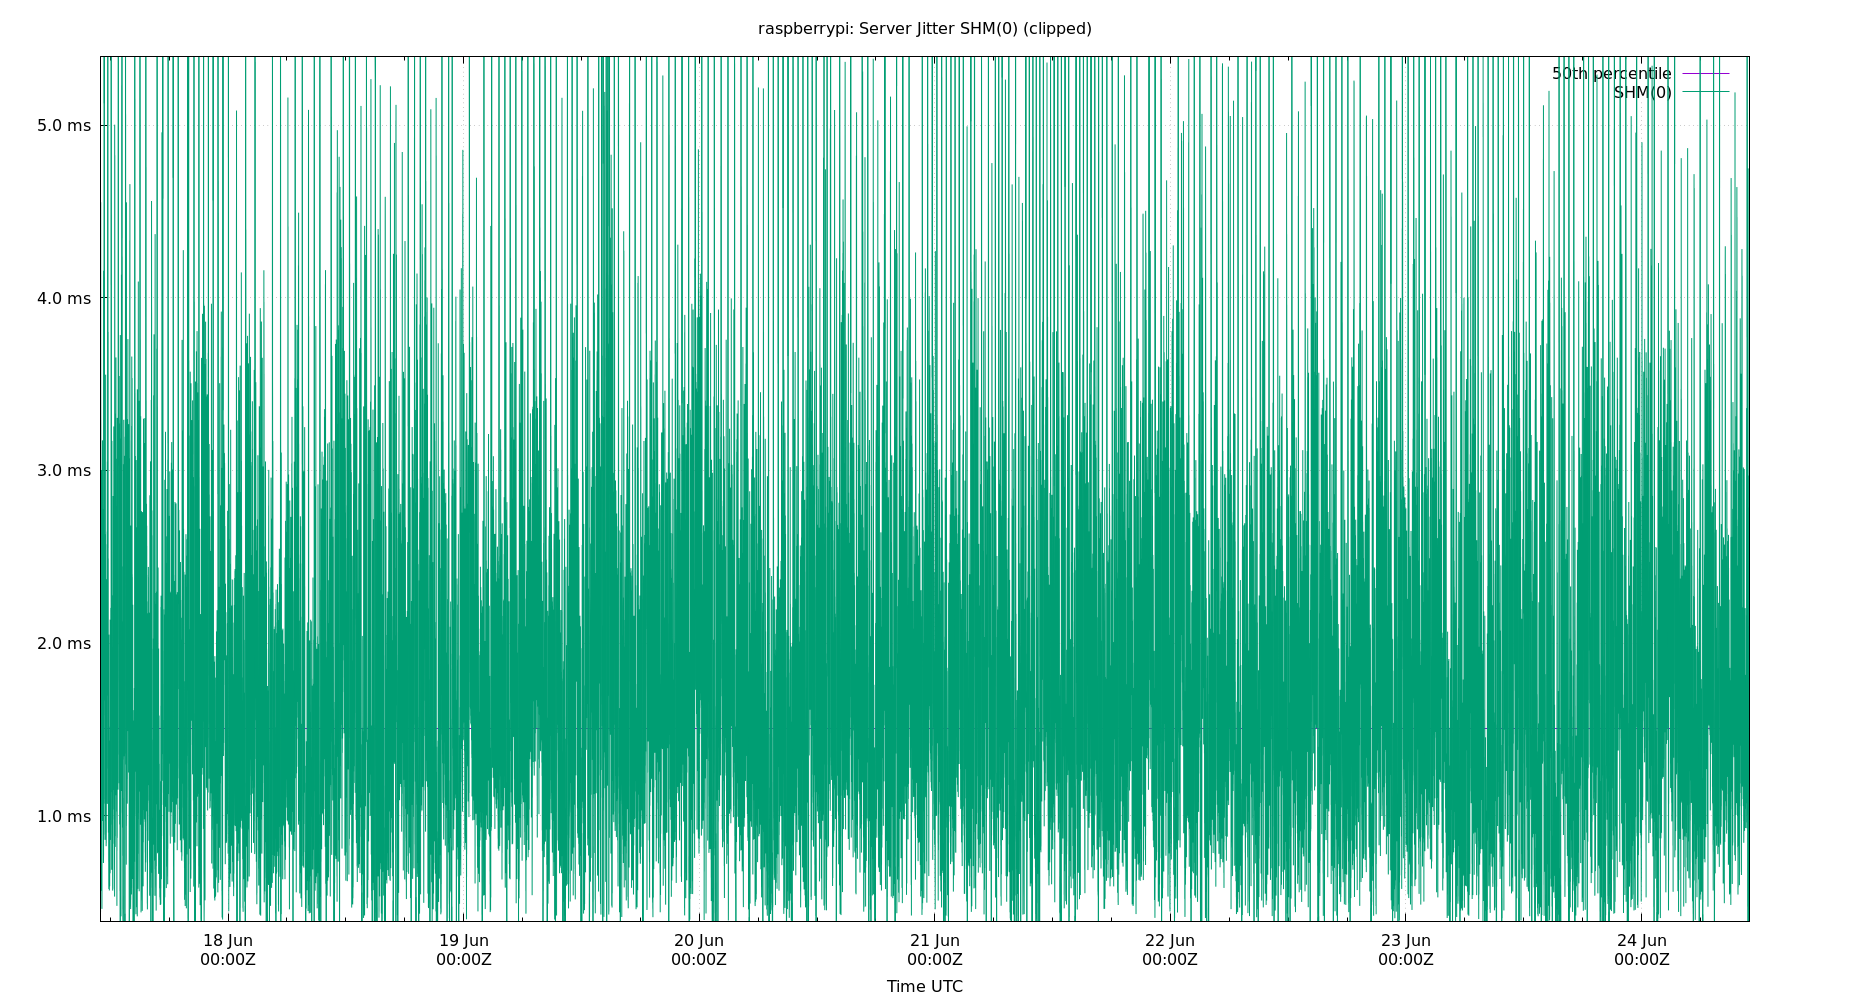 raspberrypi: Server Jitter SHM(0) (clipped)
50th percentile
SHM(0)
5.0 ms
4.0 ms
3.0 ms
2.0 ms
1.0 ms
18 Jun 19 Jun 20 Jun 21 Jun 22 Jun 23 Jun 24 Jun
00:00Z 00:00Z 00:00Z 00:00Z 00:00Z 00:00Z 00:00Z
Time UTC